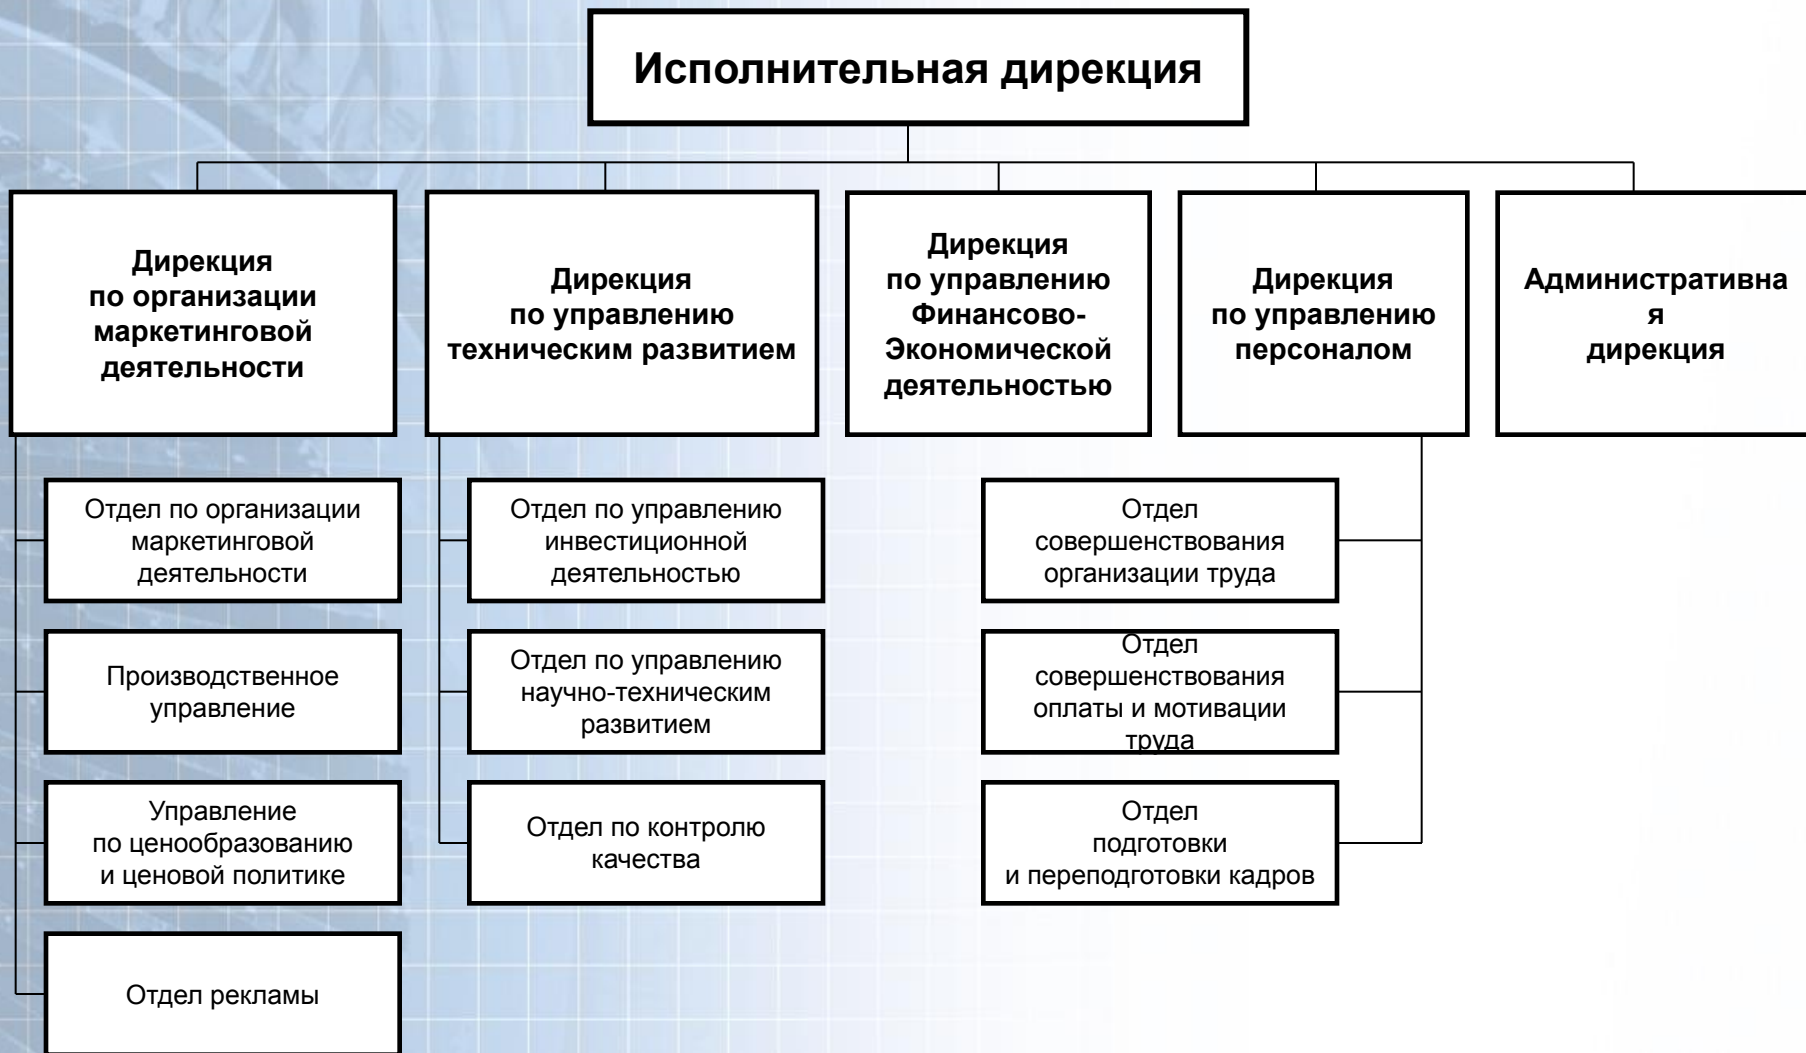 Исполнительная дирекция
Дирекция
по организации
маркетинговой
деятельности
Дирекция
по управлению
техническим развитием
Дирекция
по управлению
Финансово-
Экономической
деятельностью
Дирекция
по управлению
персоналом
Административна
я
дирекция
Отдел по организации
маркетинговой
деятельности
Производственное
управление
Управление
по ценообразованию
и ценовой политике
Отдел рекламы
Отдел по управлению
инвестиционной
деятельностью
Отдел по управлению
научно-техническим
развитием
Отдел по контролю
качества
Отдел
совершенствования
организации труда
Отдел
совершенствования
оплаты и мотивации
труда
Отдел
подготовки
и переподготовки кадров